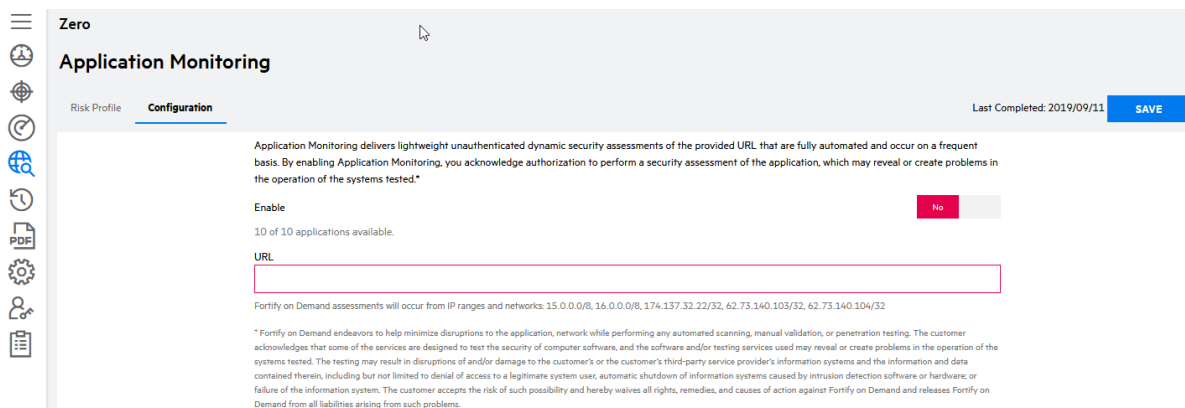 Zero
Application Monitoring
Risk Profile Configuration Last Completed: 2019/09/11 SAVE
Application Monitoring delivers lightweight unauthenticated dynamic security assessments of the provided URL that are fully automated and occur on a frequent
basis. By enabling Application Monitoring, you acknowledge authorization to perform a security assessment of the application, which may reveal or create problems in
the operation of the systems tested.*
Enable No
10 of 10 applications available.
URL
Fortify on Demand assessments will occur from IP ranges and networks: 15.0.0.0/8, 16.0.0.0/8, 174.137.32.22/32, 62.73.140.103/32, 62.73.140.104/32
* Fortify on Demand endeavors to help minimize disruptions to the application, network while performing any automated scanning, manual validation, or penetration testing. The customer
acknowledges that some of the services are designed to test the security of computer software, and the software and/or testing services used may reveal or create problems in the operation of the
systems tested. The testing may result in disruptions of and/or damage to the customer's or the customer's third-party service provider's information systems and the information and data
contained therein, including but not limited to denial of access to a legitimate system user, automatic shutdown of information systems caused by intrusion detection software or hardware; or
failure of the information system. The customer accepts the risk of such possibility and hereby waives all rights, remedies, and causes of action against Fortify on Demand and releases Fortify on
Demand from all liabilities arising from such problems.
PDF